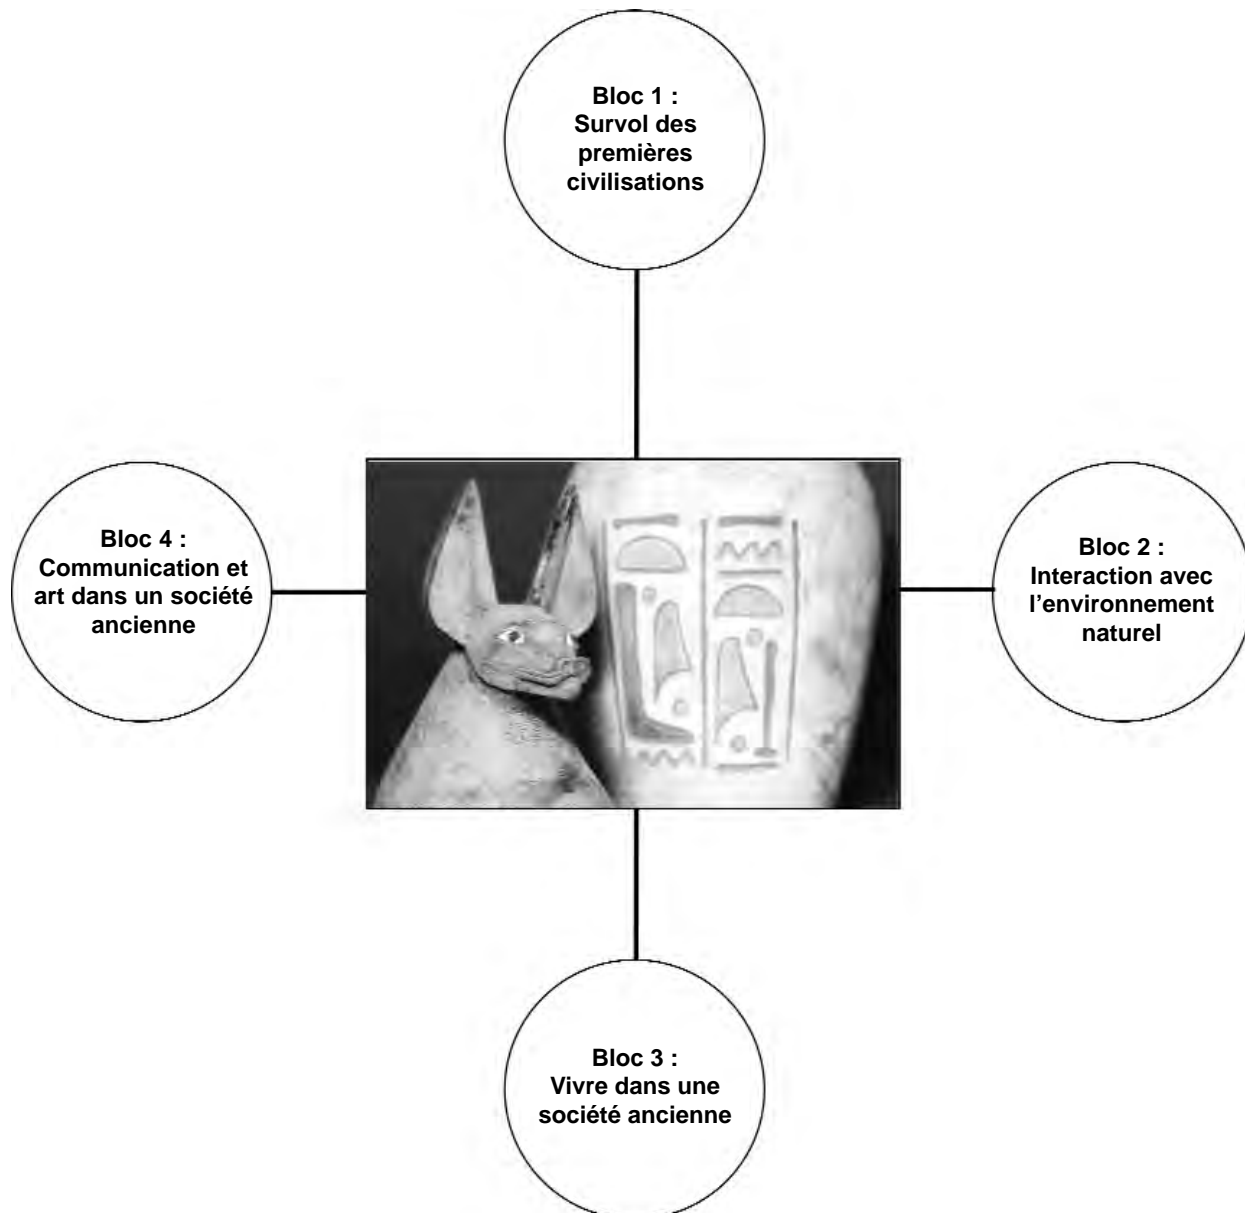 Bloc 1 :
Survol des
premières
civilisations
Bloc 4 :
Communication et
art dans un société
ancienne
Bloc 2 :
Interaction avec
l’environnement
naturel
Bloc 3 :
Vivre dans une
société ancienne